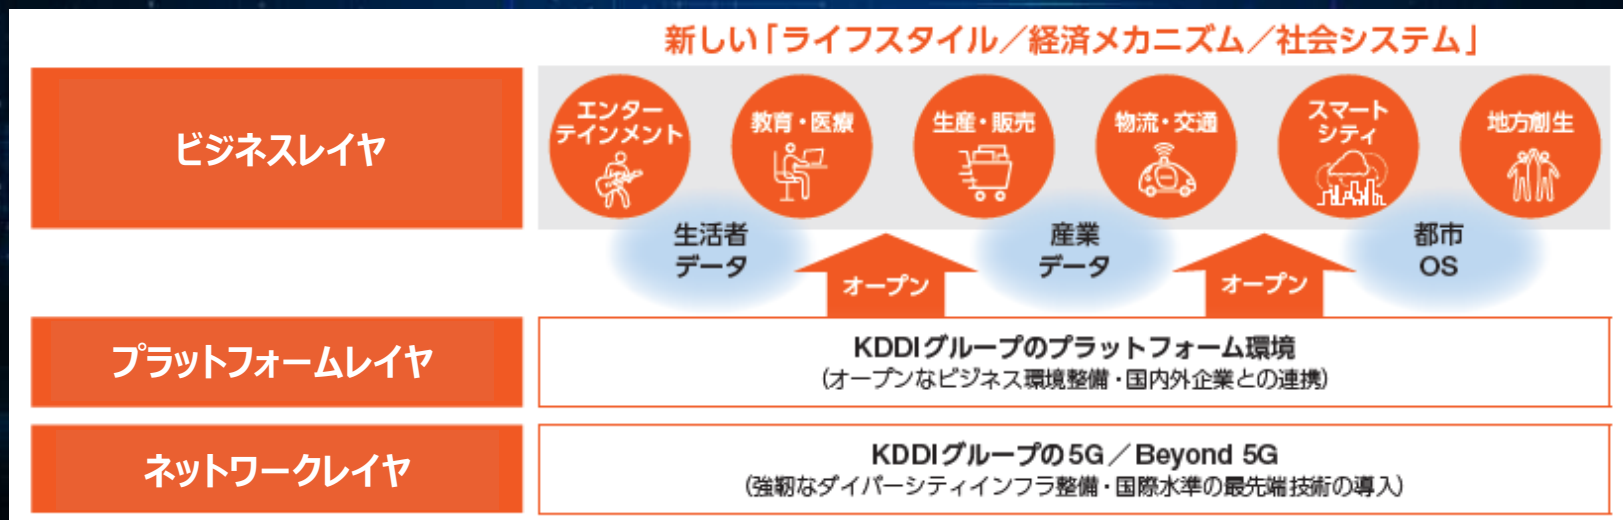 新しい「ライフスタイル／経済メカニズム／社会システム」
ビジネスレイヤ
エンター
テインメント
教育・医療
生産・販売
物流・交通
スマート
シティ
地方創生
生活者
データ
オープン
産業
データ
オープン
都市
OS
プラットフォームレイヤ
KDDIグループのプラットフォーム環境
（オープンなビジネス環境整備・国内外企業との連携）
ネットワークレイヤ
KDDIグループの5G／Beyond 5G
（強靭なダイバーシティインフラ整備・国際水準の最先端技術の導入）